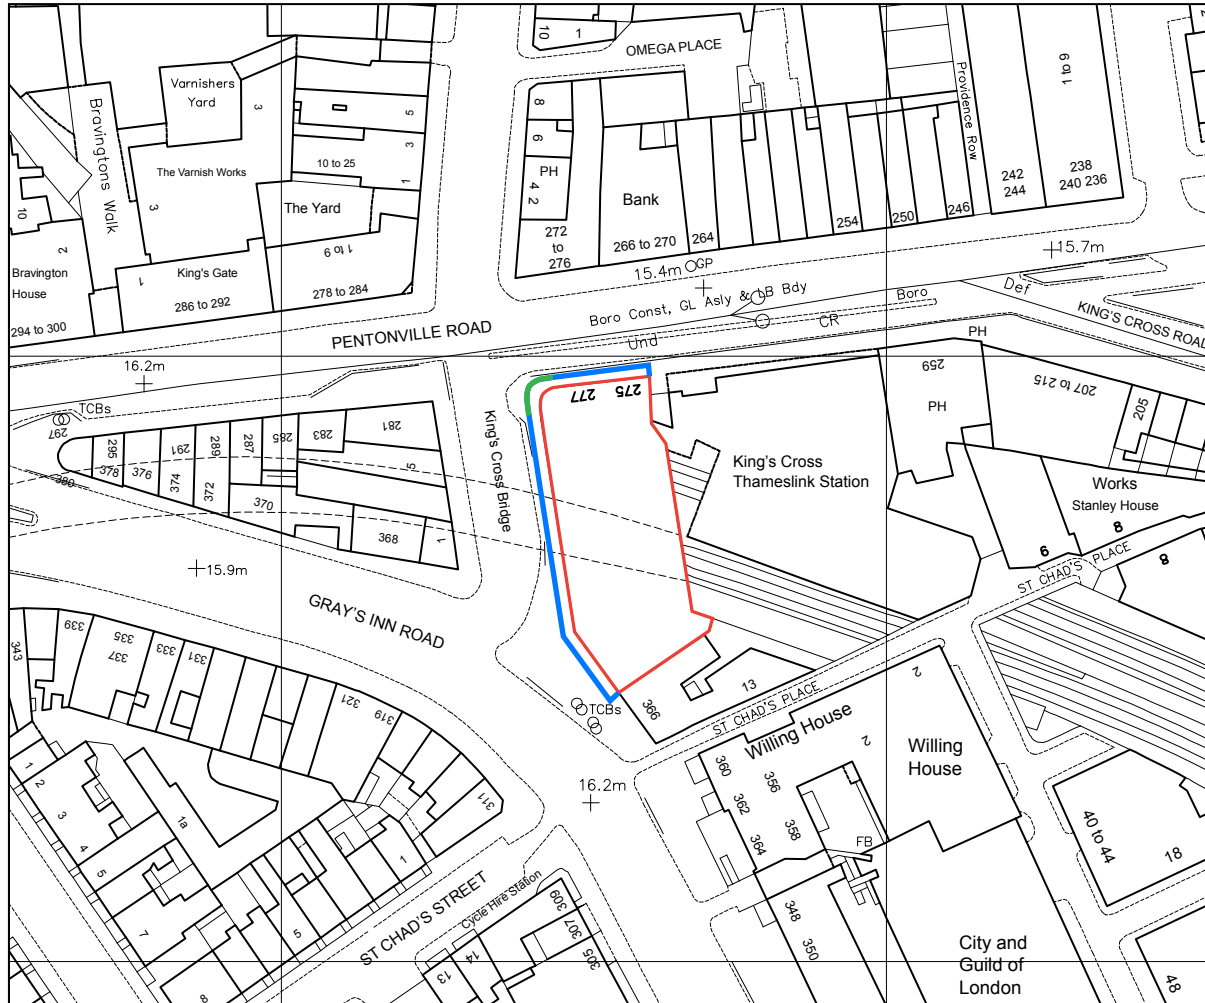 10
1
OMEGA PLACE
Varnishers
Yard
3
Bravingtons Walk
The Varnish Works
3
5
3
10 to 25
1
The Yard
1 to 9
10
2
Bravington
House
294 to 300
1
King's Gate
286 to 292
278 to 284
8
6
PH
4
2
272
to
276
Bank
266 to 270
264
254
250
246
Providence Row
1 to 9
242
244
238
240 236
15.4m
GP
15.7m
Boro Const, GL Asly & LB Bdy
Boro
Def
Und
CR
PENTONVILLE ROAD
KING'S CROSS ROAD
16.2m
TCBs
297
295
291
289
287
285
283
281
378
376
374
372
380
370
368
5
1
King's Cross Bridge
277
275
King's Cross
Thameslink Station
PH
259
PH
207 to 215
205
Works
Stanley House
9
8
8
ST CHAD'S PLACE
15.9m
GRAY'S INN ROAD
343
339
335
337
333
331
321
319
311
TCBs
366
13
ST CHAD'S PLACE
2
Willing House
2
Willing
House
360
362
364
356
358
FB
16.2m
1
2
3
4
5
1a
7
8
5
1
ST CHAD'S STREET
Cycle Hire Station
13
14
309
307
305
348
350
City and
Guild of
London
40 to 44
18
48